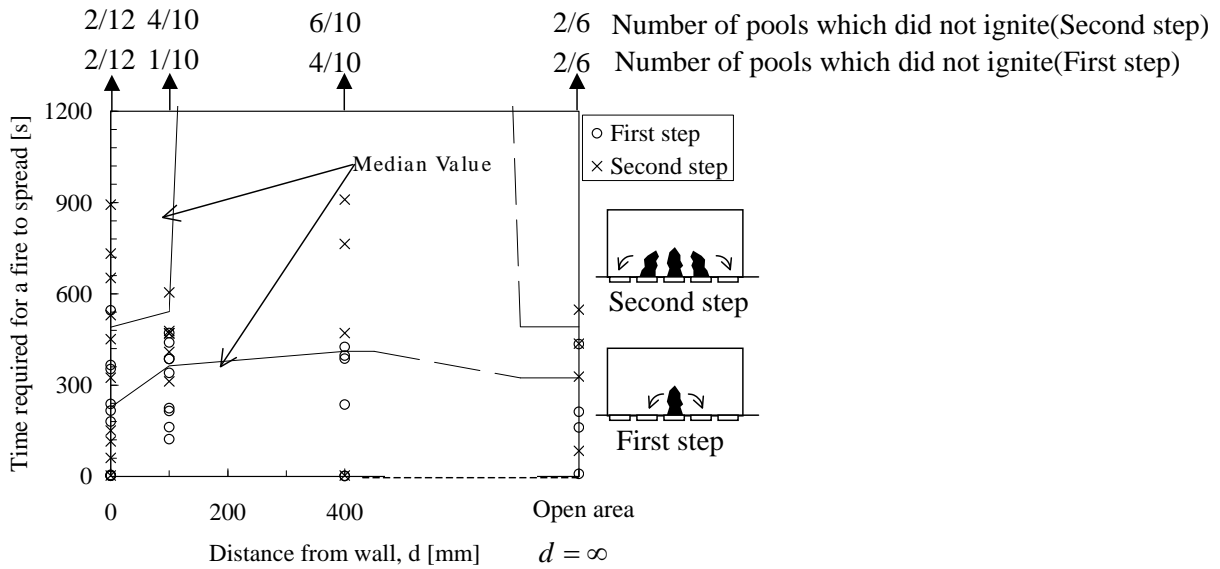 2/12 4/10 6/10 2/6 Number of pools which did not ignite(Second step)
2/12 1/10 4/10 2/6 Number of pools which did not ignite(First step)
1200
900
600
300
0
Time required for a fire to spread [s]
Median Value
First step
Second step
Second step
First step
0 200 400 Open area
Distance from wall, d [mm] d = ∞